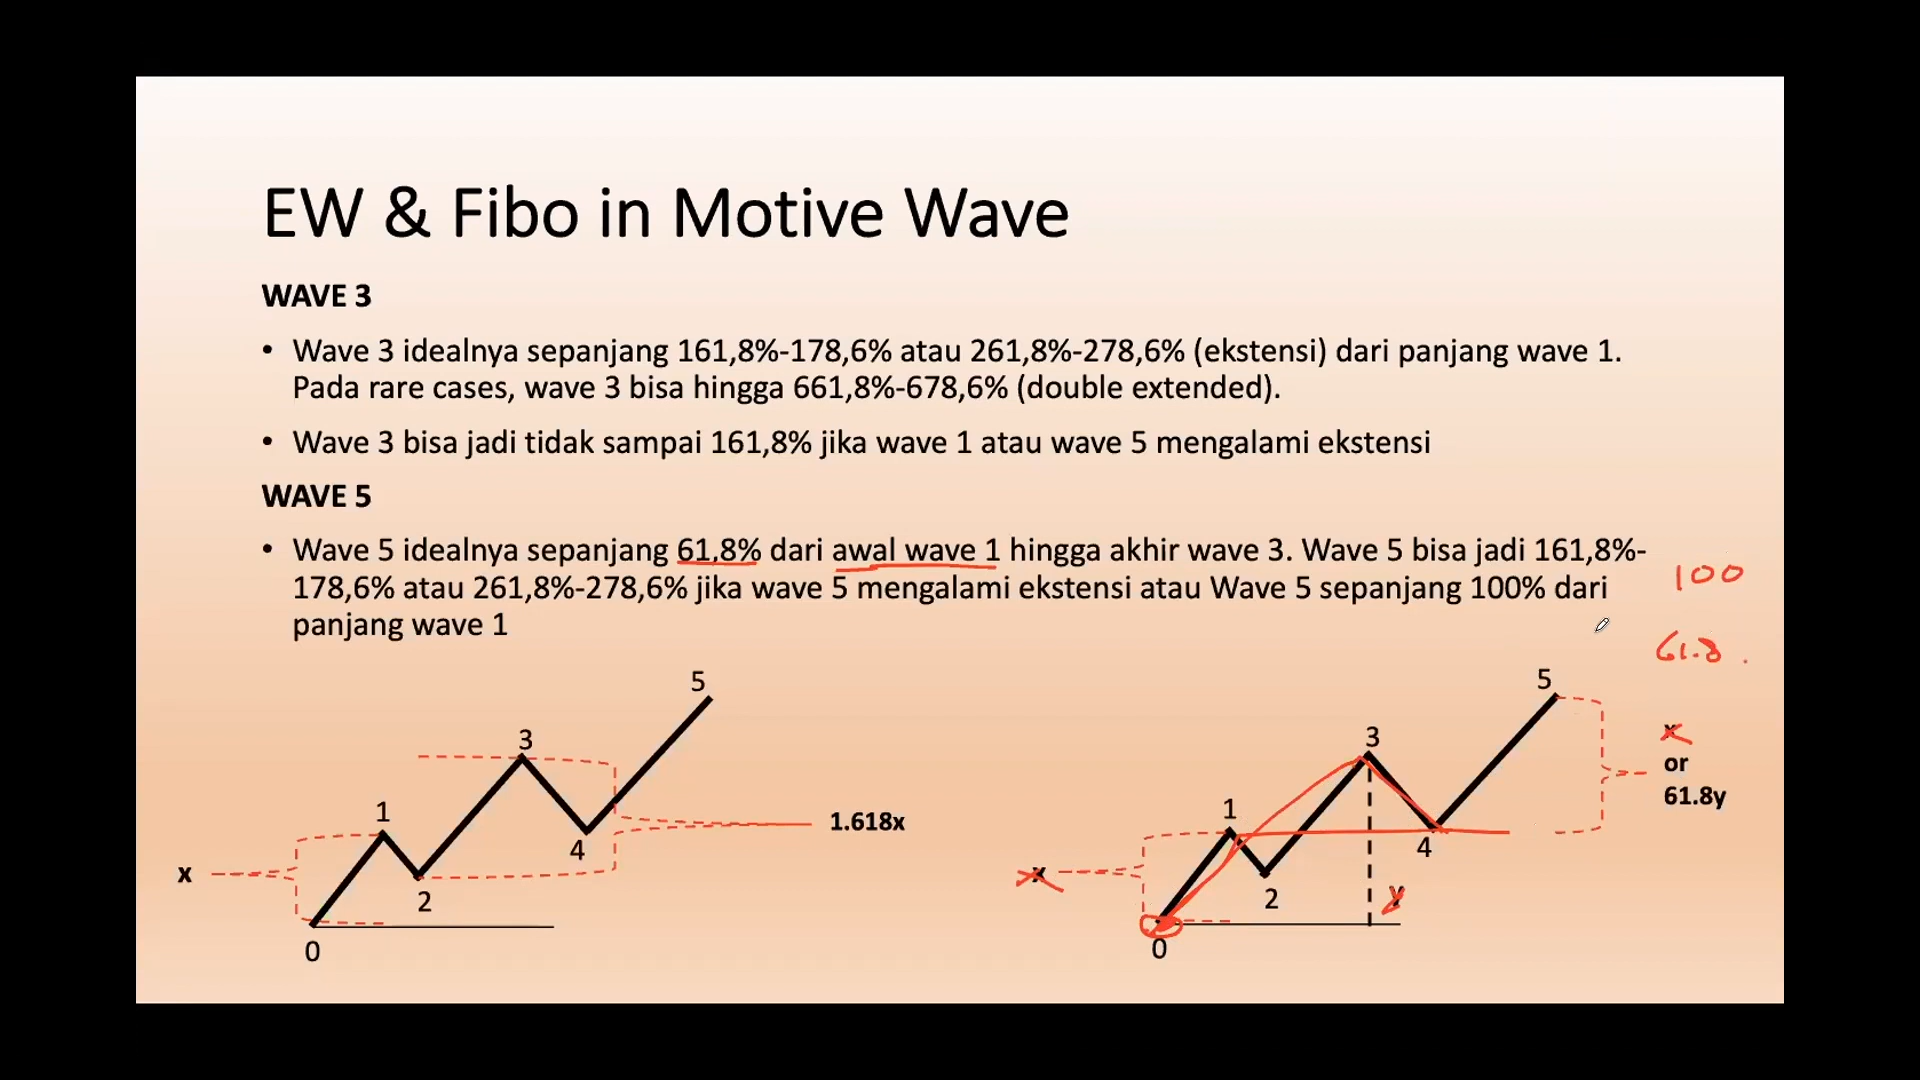 EW & Fibo in Motive Wave
WAVE 3
• Wave 3 idealnya sepanjang 161,8%-178,6% atau 261,8%-278,6% (ekstensi) dari panjang wave 1.
Pada rare cases, wave 3 bisa hingga 661,8%-678,6% (double extended).
• Wave 3 bisa jadi tidak sampai 161,8% jika wave 1 atau wave 5 mengalami ekstensi
WAVE 5
• Wave 5 idealnya sepanjang 61,8% dari awal wave 1 hingga akhir wave 3. Wave 5 bisa jadi 161,8%-
178,6% atau 261,8%-278,6% jika wave 5 mengalami ekstensi atau Wave 5 sepanjang 100% dari
panjang wave 1
100
61.8
5
3
1
4
2
0
x
1.618x
5
3
1
4
2
0
x
y
x
or
61.8y